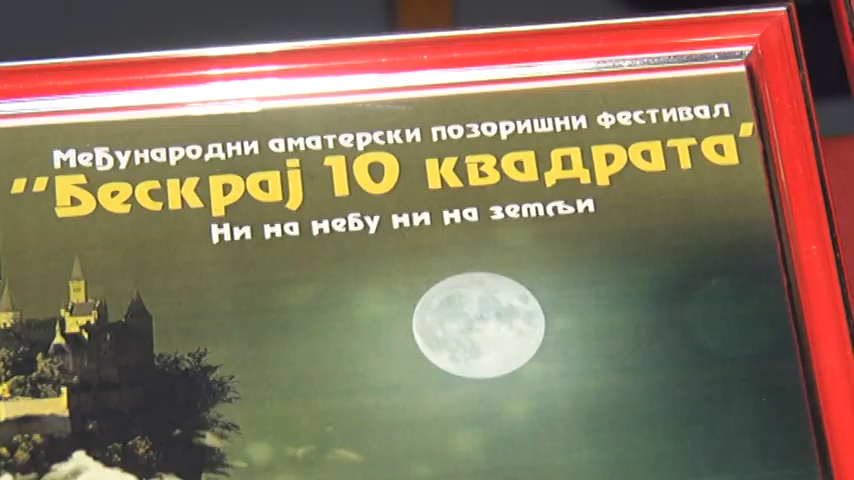 Међународни аматерски позоришни фестивал
"Бескрај 10 квадрата"
Ни на небу ни на земљи